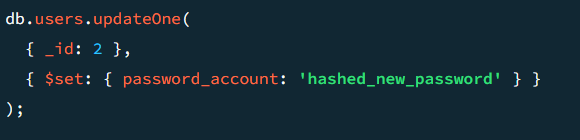 db.users.updateOne(
  { _id: 2 },
  { $set: { password_account: 'hashed_new_password' } }
);